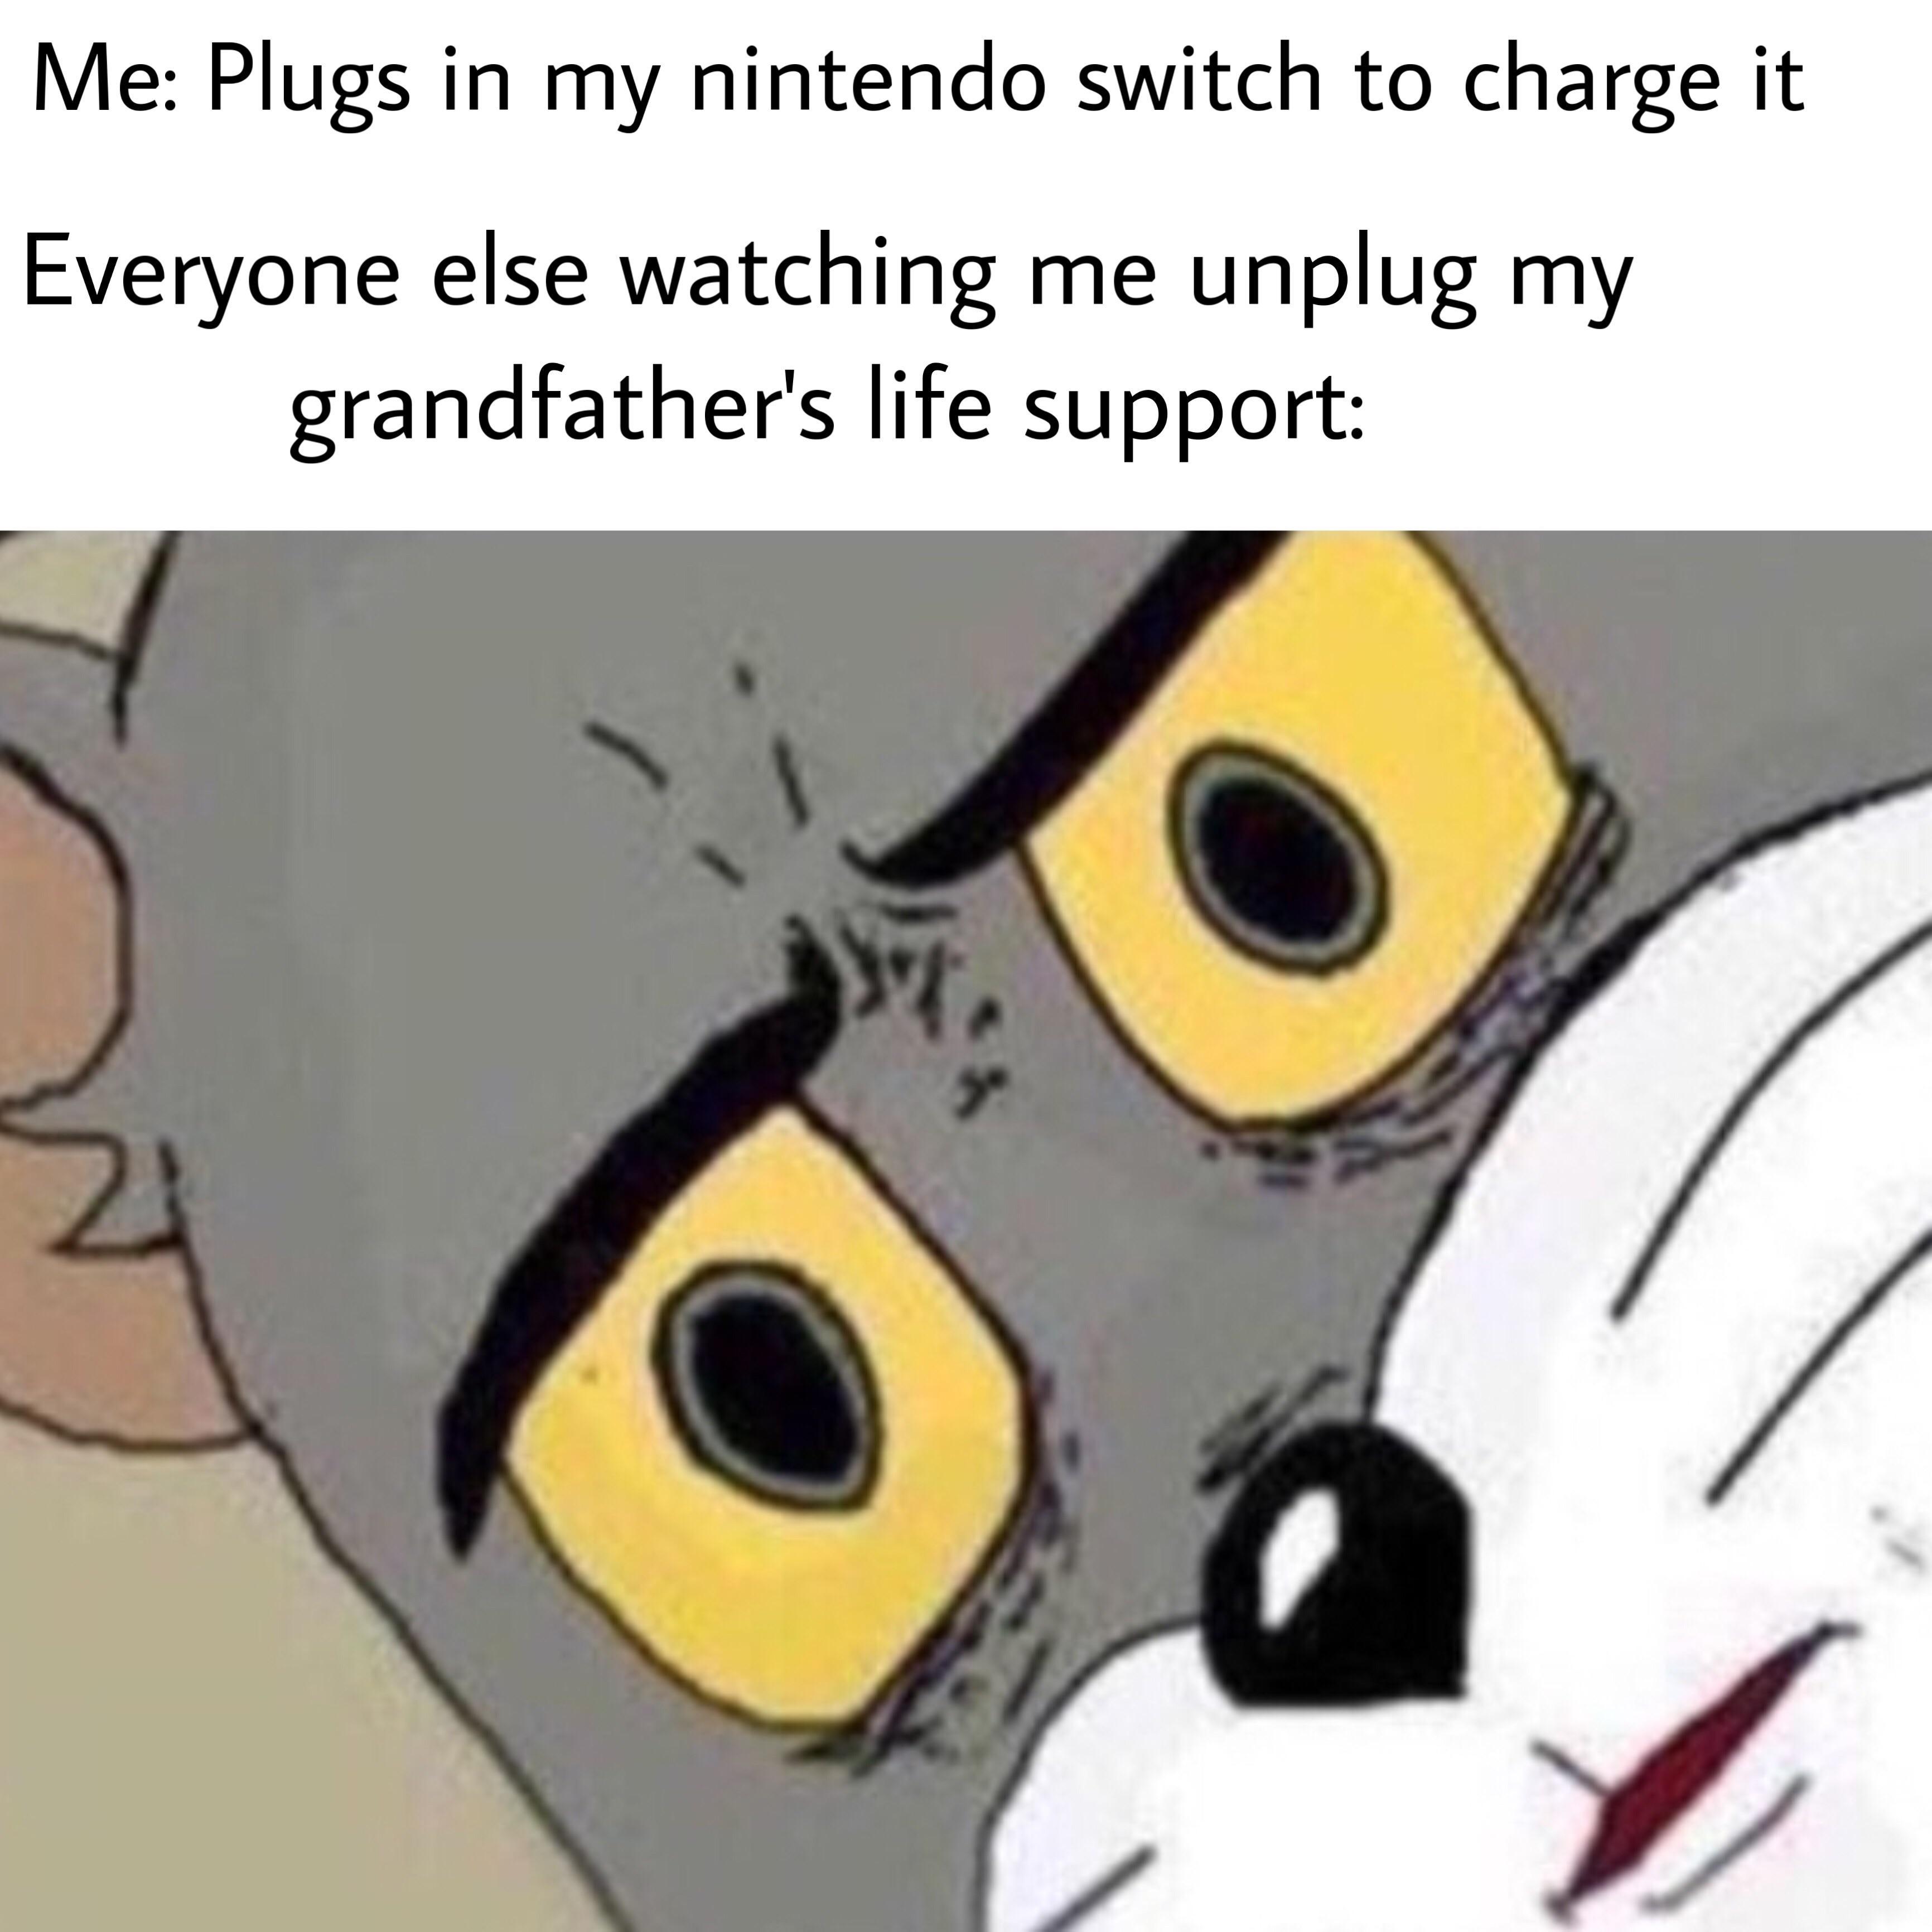 Me: Plugs in my nintendo switch to charge it
Everyone else watching me unplug my
grandfather's life support: